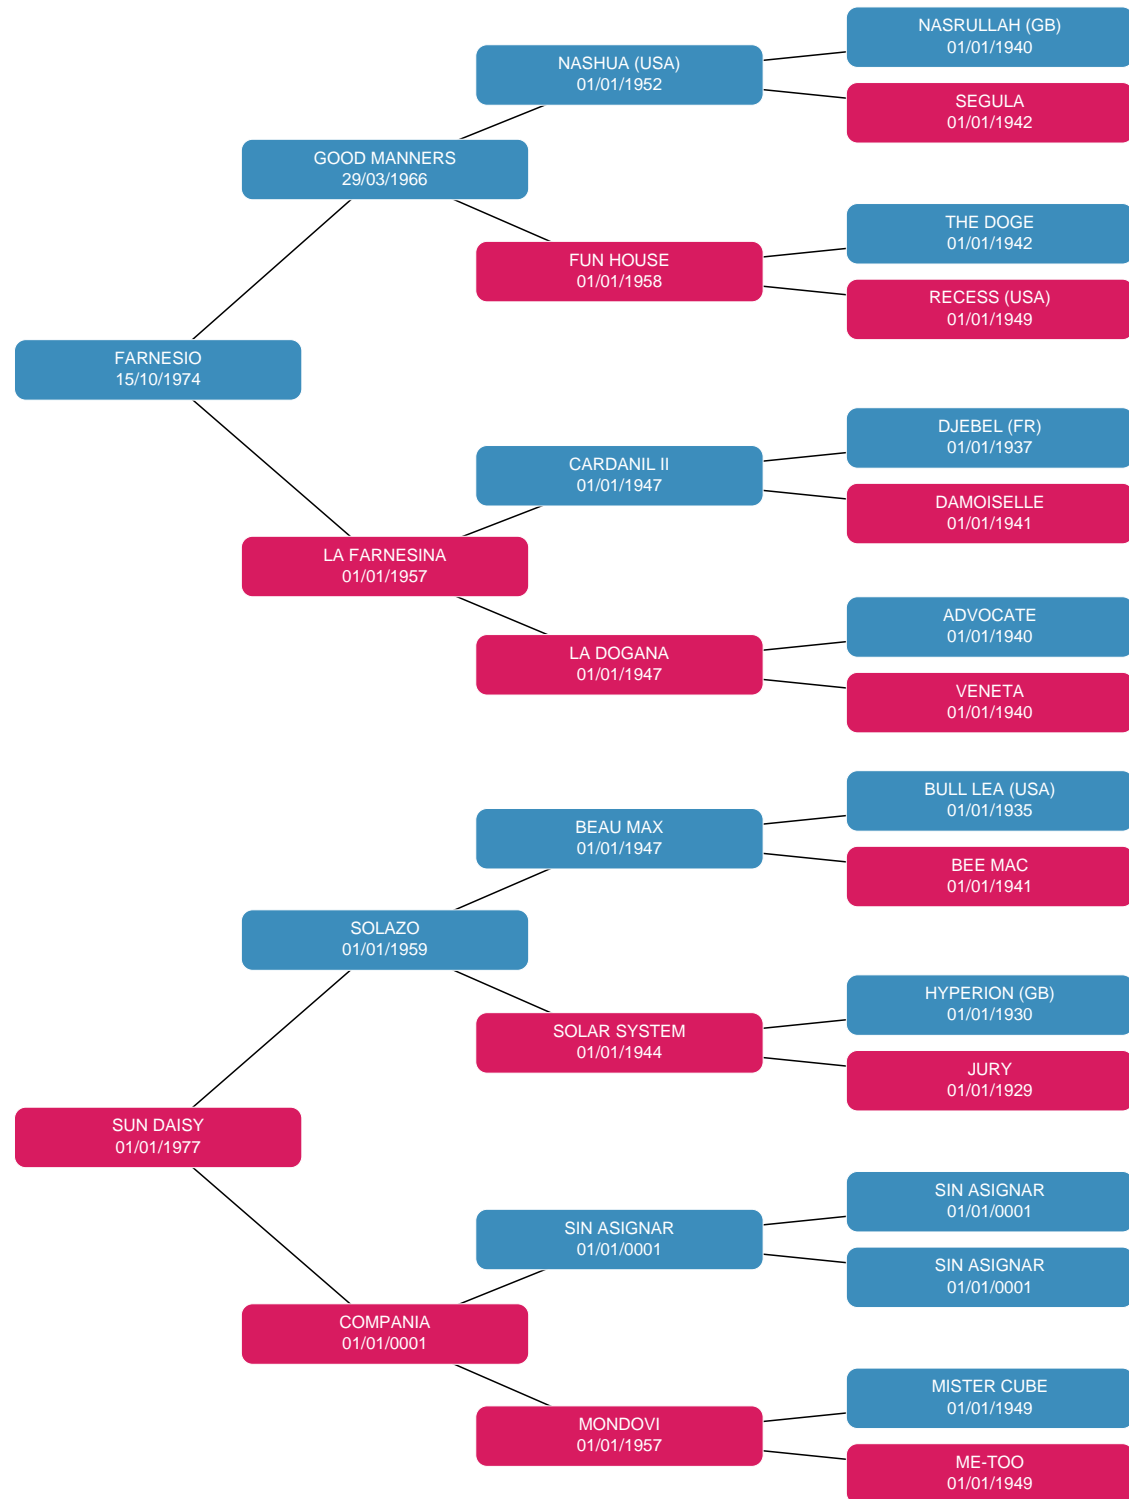 NASRULLAH (GB)
01/01/1940
NASHUA (USA)
01/01/1952
SEGULA
01/01/1942
GOOD MANNERS
29/03/1966
THE DOGE
01/01/1942
FUN HOUSE
01/01/1958
RECESS (USA)
01/01/1949
FARNESIO
15/10/1974
DJEBEL (FR)
01/01/1937
CARDANIL II
01/01/1947
DAMOISELLE
01/01/1941
LA FARNESINA
01/01/1957
ADVOCATE
01/01/1940
LA DOGANA
01/01/1947
VENETA
01/01/1940
BULL LEA (USA)
01/01/1935
BEAU MAX
01/01/1947
BEE MAC
01/01/1941
SOLAZO
01/01/1959
HYPERION (GB)
01/01/1930
SOLAR SYSTEM
01/01/1944
JURY
01/01/1929
SUN DAISY
01/01/1977
SIN ASIGNAR
01/01/0001
SIN ASIGNAR
01/01/0001
SIN ASIGNAR
01/01/0001
COMPANIA
01/01/0001
MISTER CUBE
01/01/1949
MONDOVI
01/01/1957
ME-TOO
01/01/1949